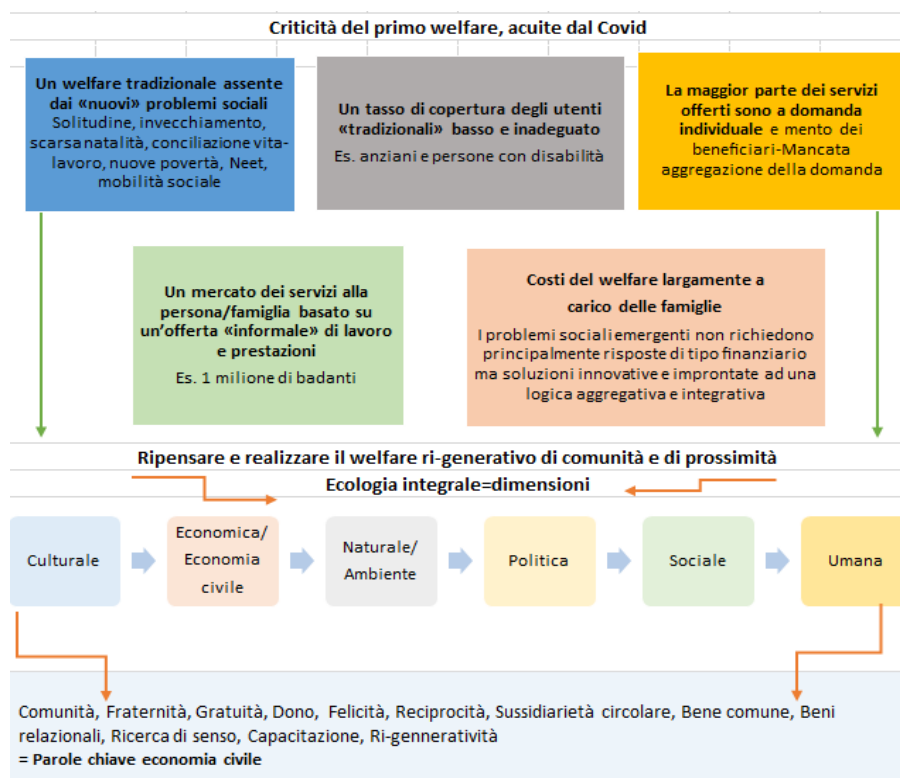 Criticità del primo welfare, acuite dal Covid
Un welfare tradizionale assente
dai «nuovi» problemi sociali
Solitudine, invecchiamento,
scarsa natalità, conciliazione vita-
lavoro, nuove povertà, Neet,
mobilità sociale
Un tasso di copertura degli utenti
«tradizionali» basso e inadeguato
Es. anziani e persone con disabilità
La maggior parte dei servizi
offerti sono a domanda
individuale e mento dei
beneficiari-Mancata
aggregazione della domanda
Un mercato dei servizi alla
persona/famiglia basato su
un'offerta «informale» di lavoro
e prestazioni
Es. 1 milione di badanti
Costi del welfare largamente a
carico delle famiglie
I problemi sociali emergenti non richiedono
principalmente risposte di tipo finanziario
ma soluzioni innovative e improntate ad una
logica aggregativa e integrativa
Ripensare e realizzare il welfare ri-generativo di comunità e di prossimità
Ecologia integrale=dimensioni
Culturale
Economica/
Economia
civile
Naturale/
Ambiente
Politica
Sociale
Umana
Comunità, Fraternità, Gratuità, Dono, Felicità, Reciprocità, Sussidiarietà circolare, Bene comune, Beni
relazionali, Ricerca di senso, Capacitazione, Ri-genneratività
= Parole chiave economia civile